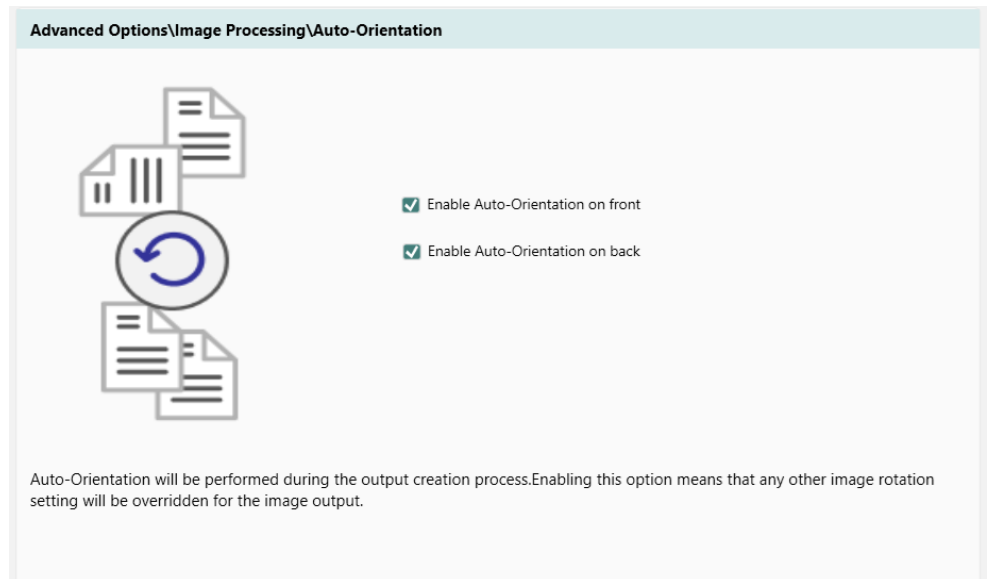 Advanced Options\Image Processing\Auto-Orientation
Enable Auto-Orientation on front
Enable Auto-Orientation on back
Auto-Orientation will be performed during the output creation process.Enabling this option means that any other image rotation
setting will be overridden for the image output.